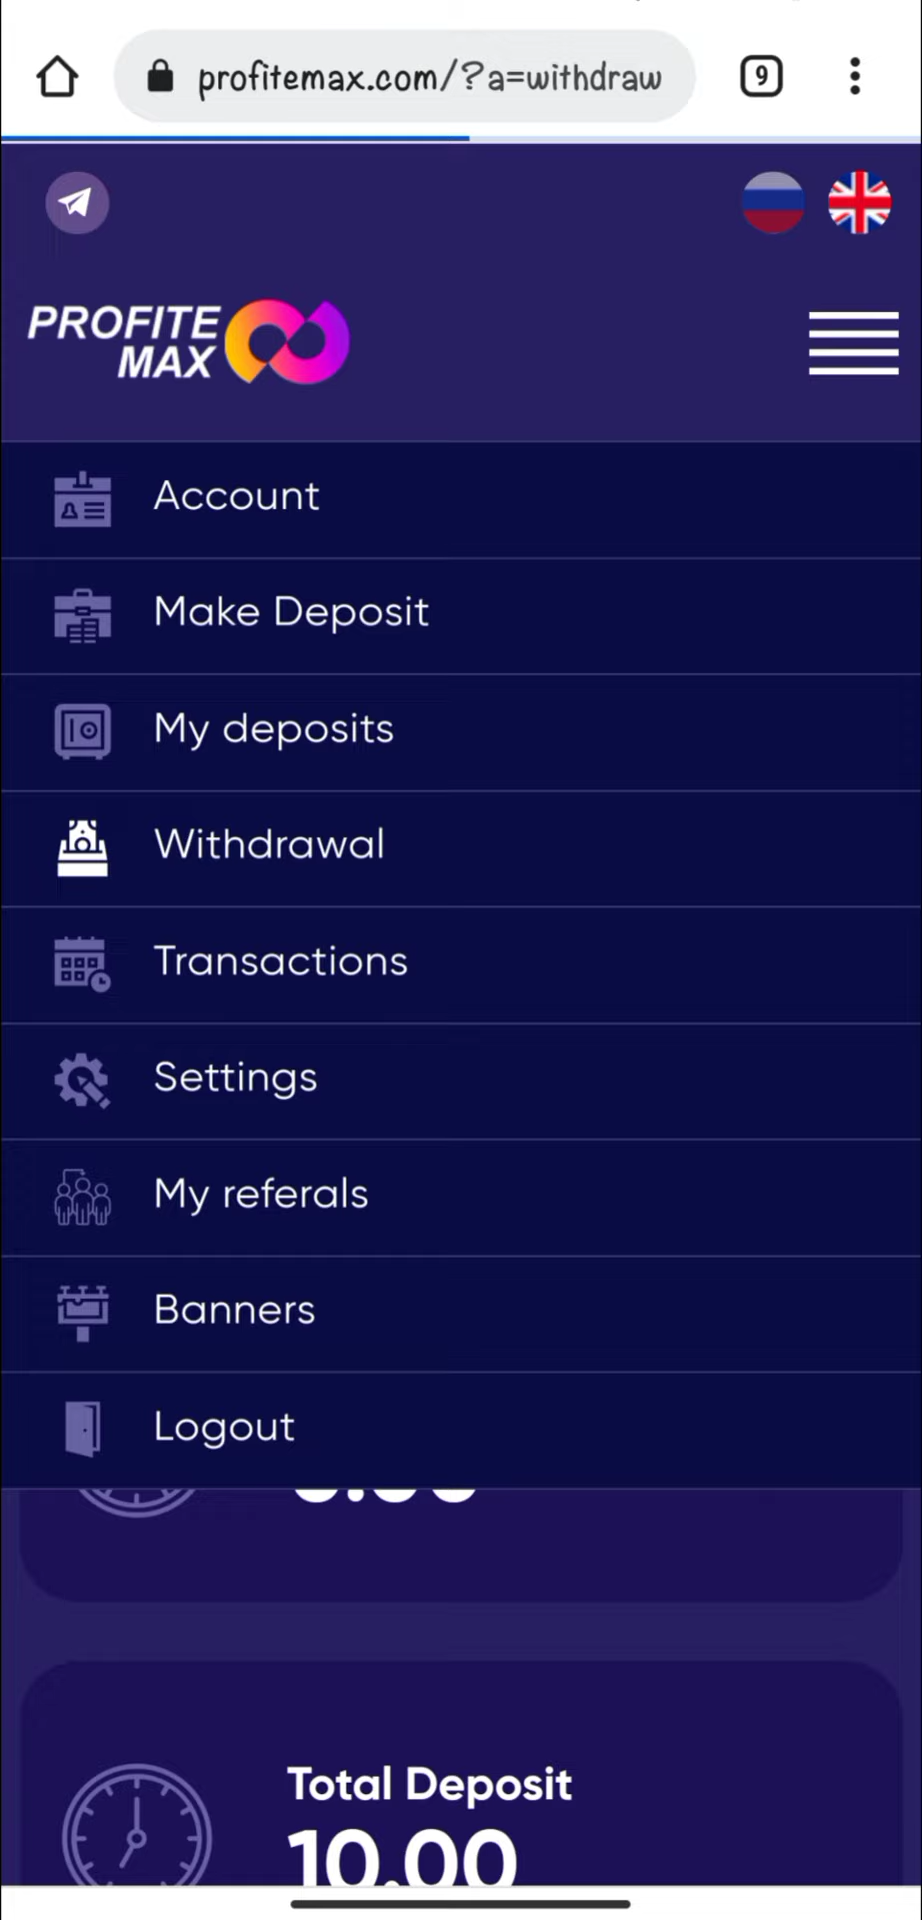 profitemax.com/?a=withdraw
9
PROFITE
MAX
Account
Make Deposit
My deposits
Withdrawal
Transactions
Settings
My referals
Banners
Logout
Total Deposit
10.00